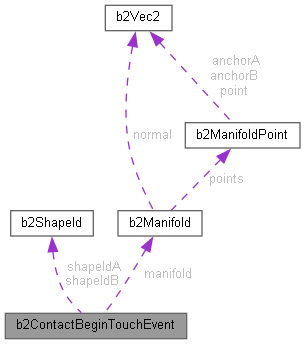 b2Vec2
anchorA
anchorB
point
normal
b2ManifoldPoint
points
b2ShapeId
b2Manifold
shapeIdA
shapeIdB
manifold
b2ContactBeginTouchEvent